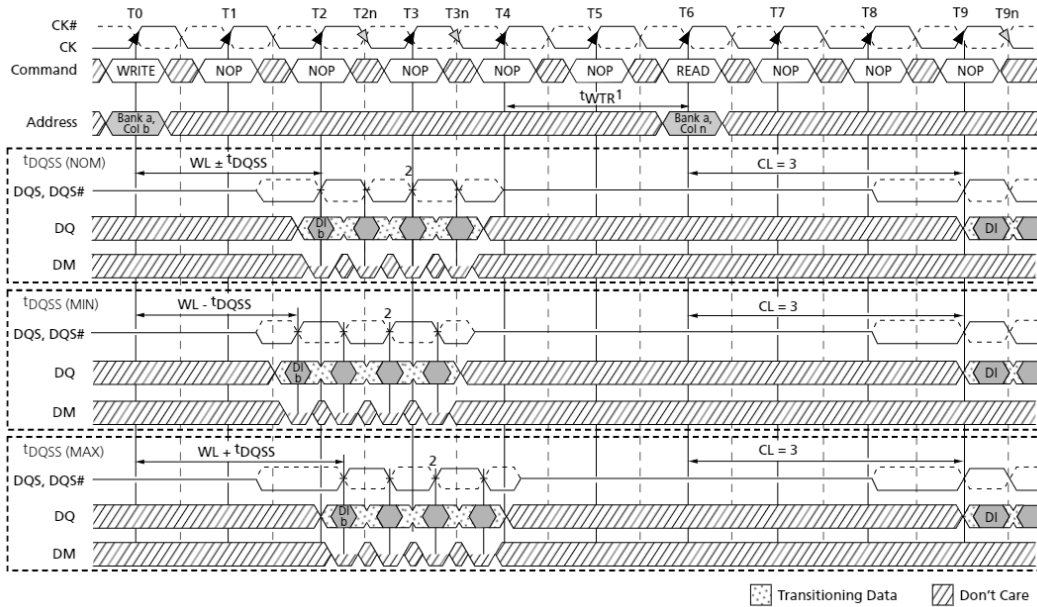 T0 T1 T2 T2n T3 T3n T4 T5 T6 T7 T8 T9 T9n
CK#
CK
Command WRITE NOP NOP NOP NOP NOP READ NOP NOP NOP
tWTR1
Address Bank a, Col b Bank a, Col n
tDQSS (NOM) WL ± tDQSS CL = 3
2
DQS, DQS#
DQ DI b DI
DM
tDQSS (MIN) WL - tDQSS CL = 3
2
DQS, DQS#
DQ DI b DI
DM
tDQSS (MAX) WL + tDQSS CL = 3
2
DQS, DQS#
DQ DI b DI
DM
Transitioning Data Don't Care